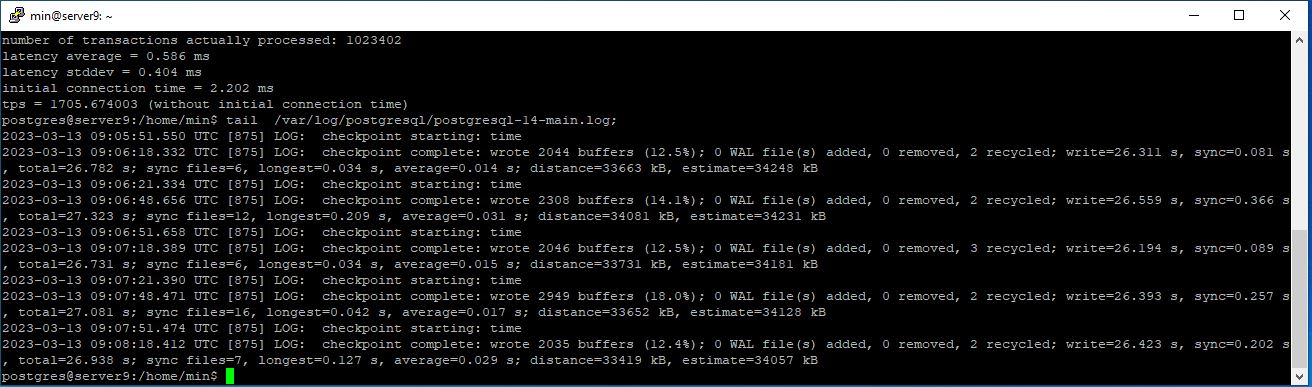 min@server9: ~
number of transactions actually processed: 1023402
latency average = 0.586 ms
latency stddev = 0.404 ms
initial connection time = 2.202 ms
tps = 1705.674003 (without initial connection time)
postgres@server9:/home/min$ tail  /var/log/postgresql/postgresql-14-main.log;
2023-03-13 09:05:51.550 UTC [875] LOG:  checkpoint starting: time
2023-03-13 09:06:18.332 UTC [875] LOG:  checkpoint complete: wrote 2044 buffers (12.5%); 0 WAL file(s) added, 0 removed, 2 recycled; write=26.311 s, sync=0.081 s
, total=26.782 s; sync files=6, longest=0.034 s, average=0.014 s; distance=33663 kB, estimate=34248 kB
2023-03-13 09:06:21.334 UTC [875] LOG:  checkpoint starting: time
2023-03-13 09:06:48.656 UTC [875] LOG:  checkpoint complete: wrote 2308 buffers (14.1%); 0 WAL file(s) added, 0 removed, 2 recycled; write=26.559 s, sync=0.366 s
, total=27.323 s; sync files=12, longest=0.209 s, average=0.031 s; distance=34081 kB, estimate=34231 kB
2023-03-13 09:06:51.658 UTC [875] LOG:  checkpoint starting: time
2023-03-13 09:07:18.389 UTC [875] LOG:  checkpoint complete: wrote 2046 buffers (12.5%); 0 WAL file(s) added, 0 removed, 3 recycled; write=26.194 s, sync=0.089 s
, total=26.731 s; sync files=6, longest=0.034 s, average=0.015 s; distance=33731 kB, estimate=34181 kB
2023-03-13 09:07:21.390 UTC [875] LOG:  checkpoint starting: time
2023-03-13 09:07:48.471 UTC [875] LOG:  checkpoint complete: wrote 2949 buffers (18.0%); 0 WAL file(s) added, 0 removed, 2 recycled; write=26.393 s, sync=0.257 s
, total=27.081 s; sync files=16, longest=0.042 s, average=0.017 s; distance=33652 kB, estimate=34128 kB
2023-03-13 09:07:51.474 UTC [875] LOG:  checkpoint starting: time
2023-03-13 09:08:18.412 UTC [875] LOG:  checkpoint complete: wrote 2035 buffers (12.4%); 0 WAL file(s) added, 0 removed, 2 recycled; write=26.423 s, sync=0.202 s
, total=26.938 s; sync files=7, longest=0.127 s, average=0.029 s; distance=33419 kB, estimate=34057 kB
postgres@server9:/home/min$